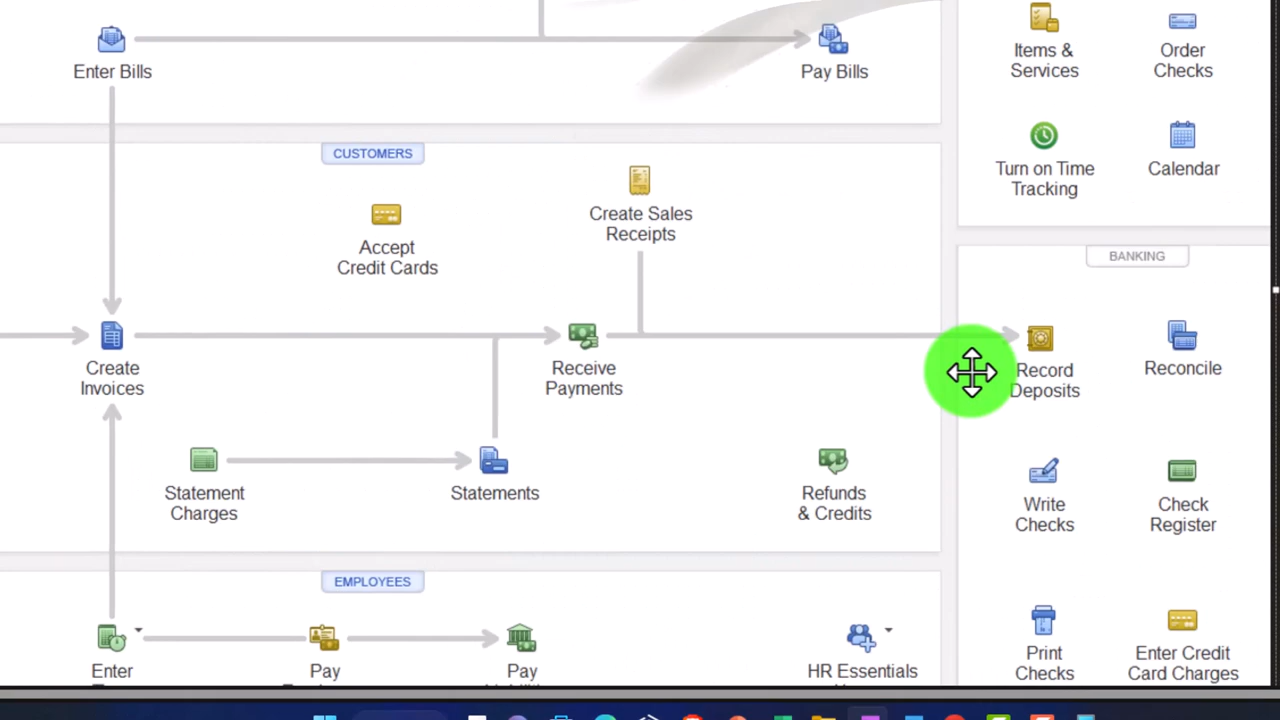 Enter Bills
Pay Bills
Items &
Services
Order
Checks
Turn on Time
Tracking
Calendar
CUSTOMERS
Create Sales
Receipts
Accept
Credit Cards
BANKING
Create
Invoices
Receive
Payments
Record
Deposits
Reconcile
Statement
Charges
Statements
Refunds
& Credits
Write
Checks
Check
Register
EMPLOYEES
Enter
Pay
Pay
HR Essentials
Print
Checks
Enter Credit
Card Charges